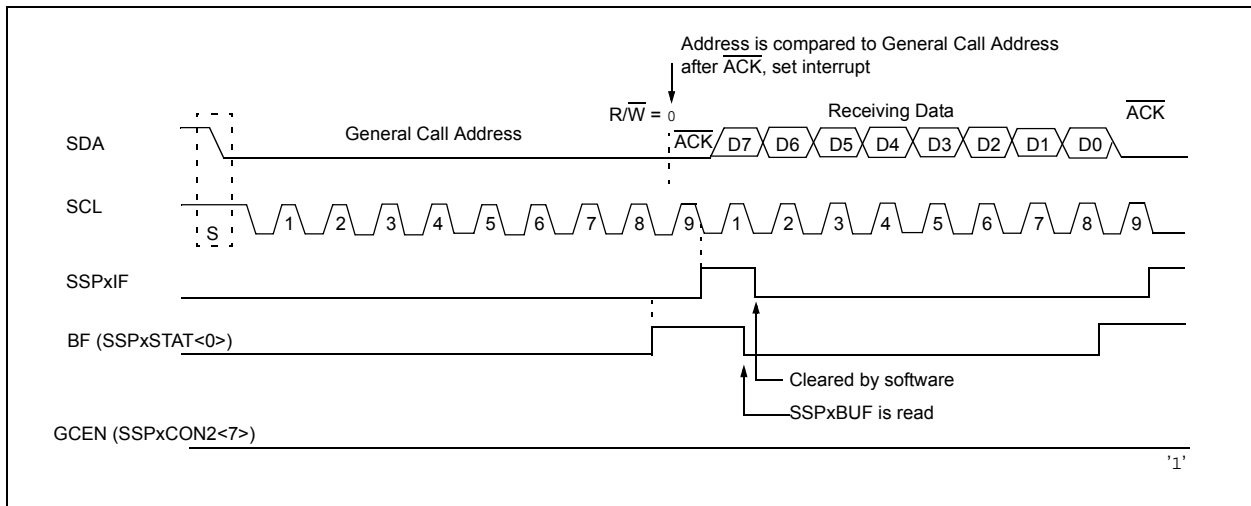 Address is compared to General Call Address
after ACK, set interrupt
R/W = 0
General Call Address
Receiving Data
ACK
SDA
ACK
D7 D6 D5 D4 D3 D2 D1 D0
SCL
S
1 2 3 4 5 6 7 8 9 1 2 3 4 5 6 7 8 9
SSPxIF
BF (SSPxSTAT<0>)
Cleared by software
SSPxBUF is read
GCEN (SSPxCON2<7>)
'1'